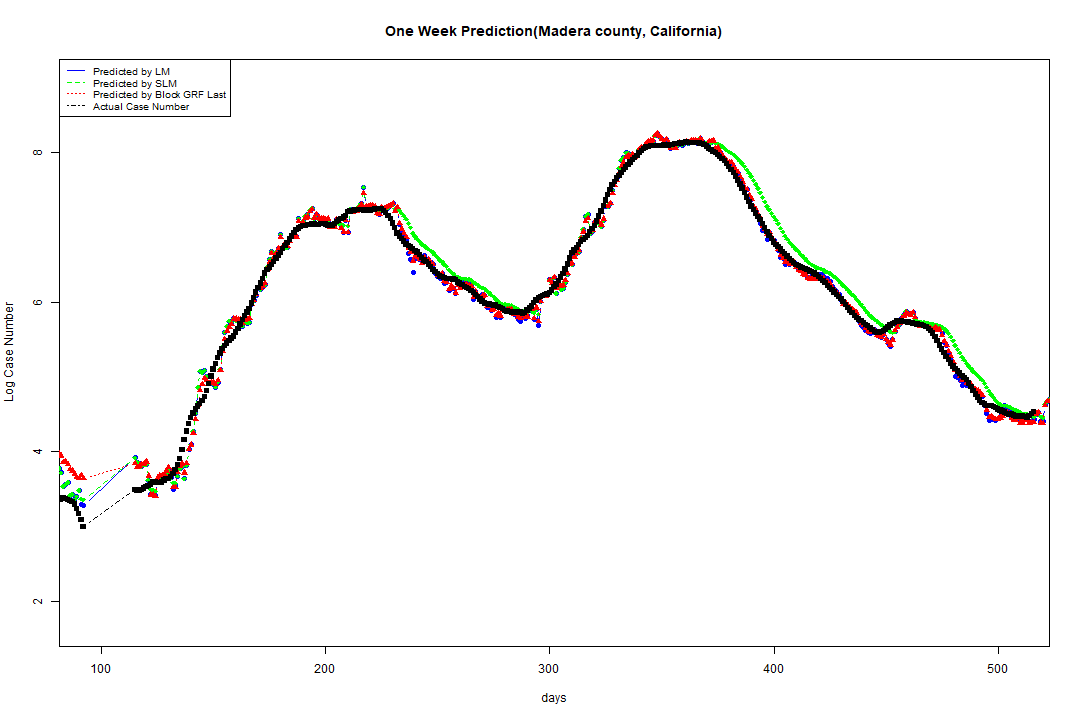 One Week Prediction(Madera county, California)
Predicted by LM
Predicted by SLM
Predicted by Block GRF Last
Actual Case Number
8
6
4
2
Log Case Number
100
200
300
400
500
days